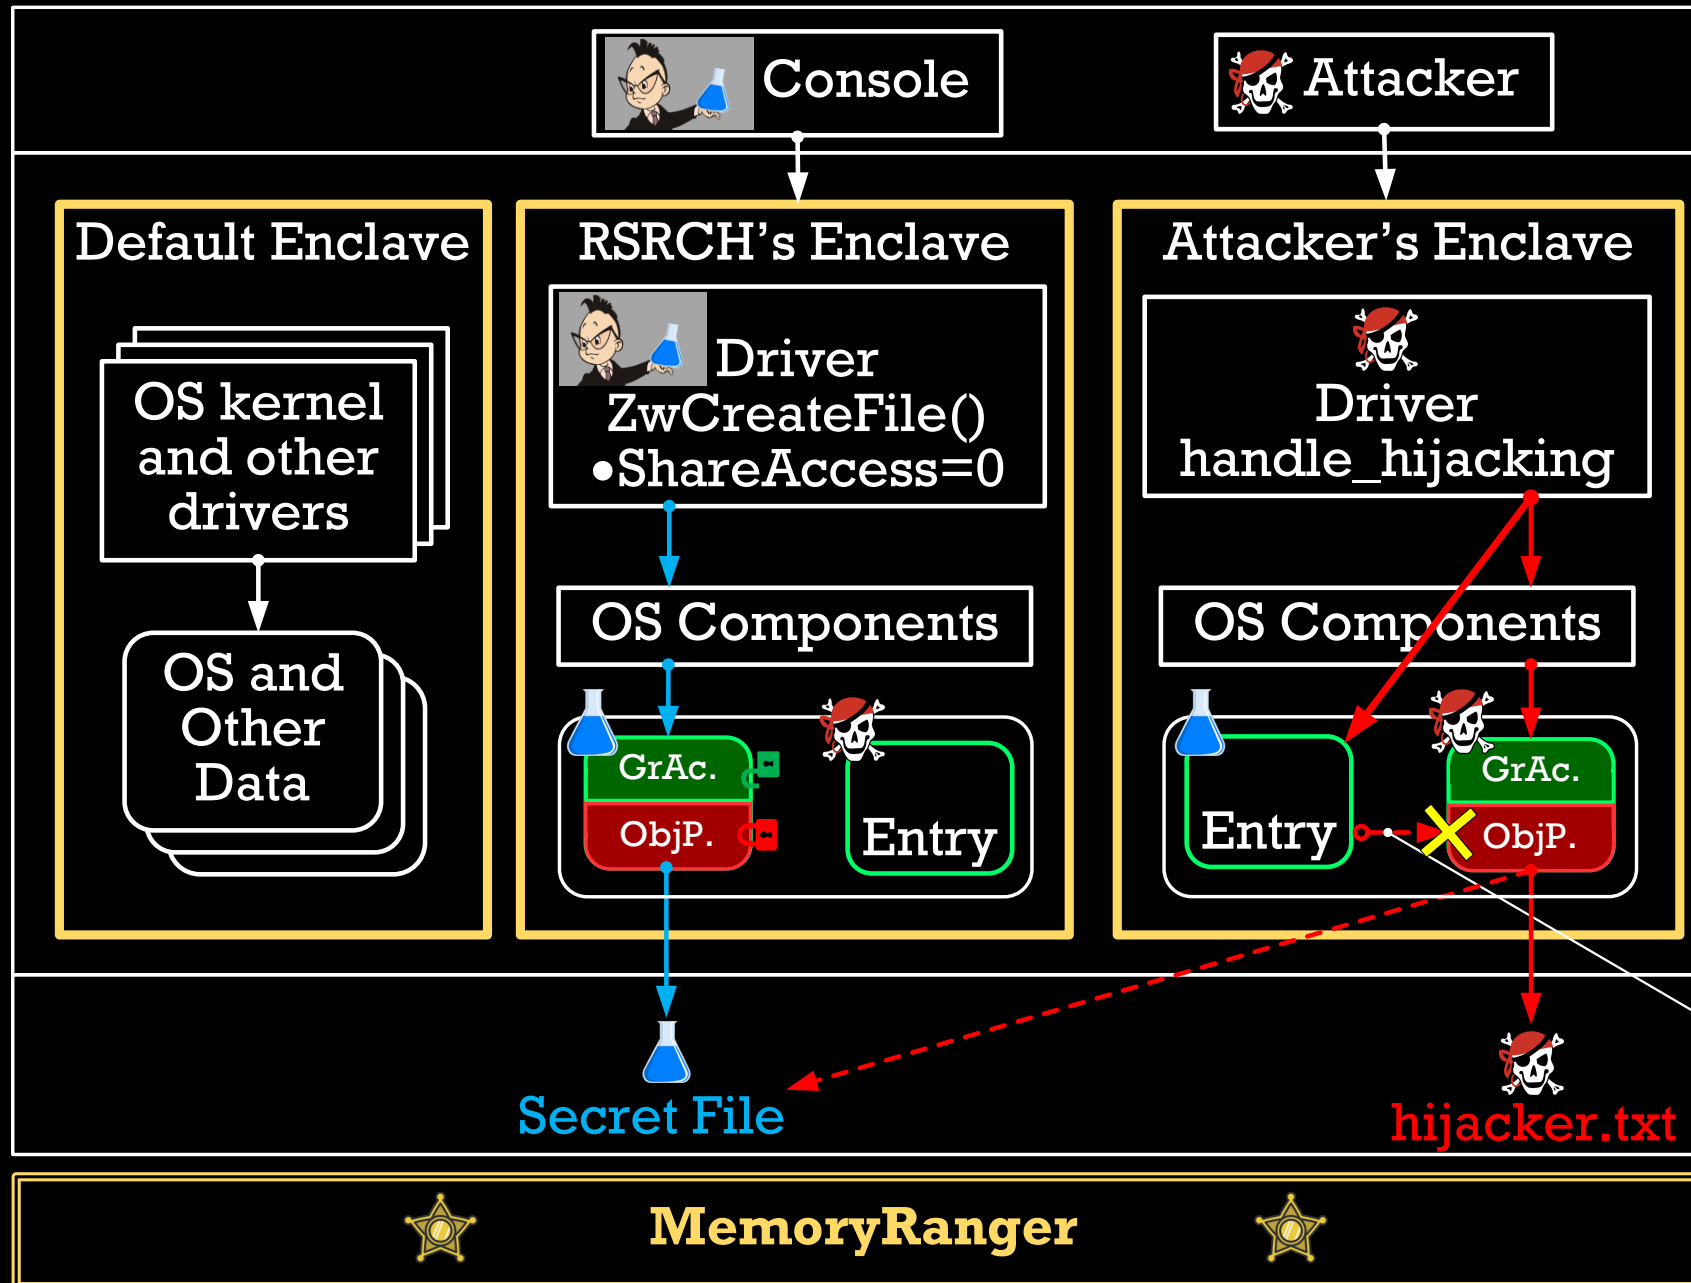 Console
Attacker
Default Enclave
OS kernel
and other
drivers
OS and
Other
Data
RSRCH’s Enclave
Driver
ZwCreateFile()
●ShareAccess=0
OS Components
GrAc.
ObjP.
Entry
Attacker’s Enclave
Driver
handle_hijacking
OS Components
Entry
GrAc.
ObjP.
Secret File
hijacker.txt
MemoryRanger